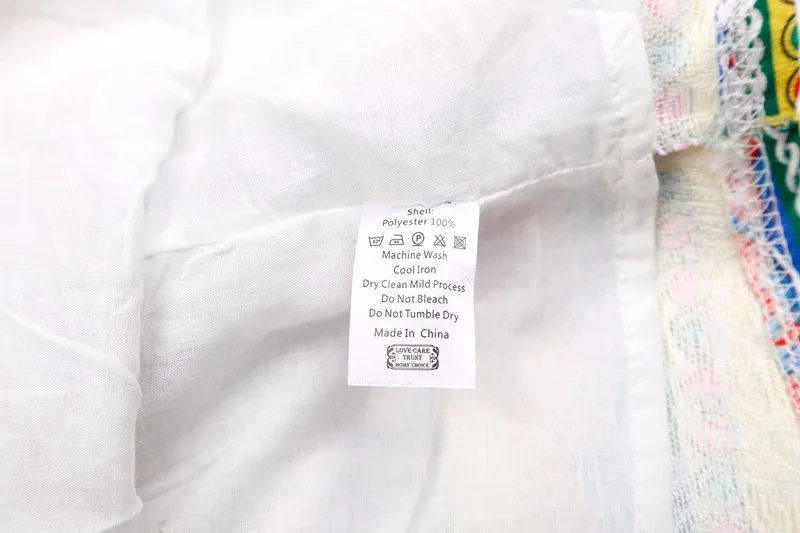 Shell:
Polyester 100%
40 P
Machine Wash
Cool Iron
Dry Clean Mild Process
Do Not Bleach
Do Not Tumble Dry
Made In China
LOVE CARE
TRUST
MOMS' CHOICE